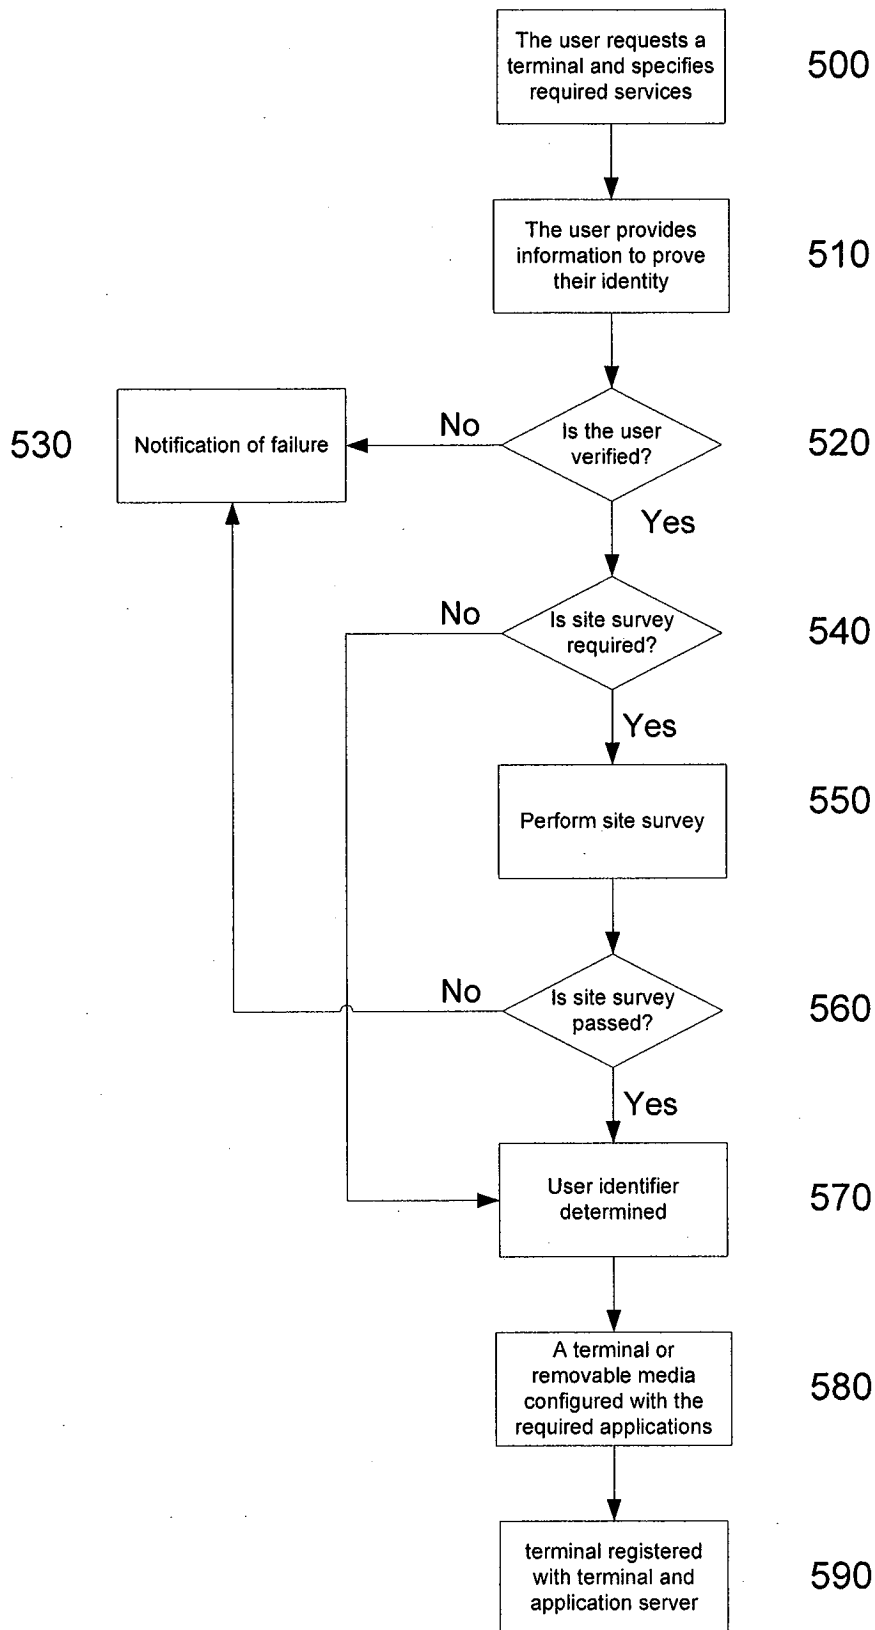 The user requests a
terminal and specifies
required services
500
The user provides
information to prove
their identity
510
530
Notification of failure
No
Is the user
verified?
520
Yes
No
Is site survey
required?
540
Yes
Perform site survey
550
No
Is site survey
passed?
560
Yes
User identifier
determined
570
A terminal or
removable media
configured with the
required applications
580
terminal registered
with terminal and
application server
590